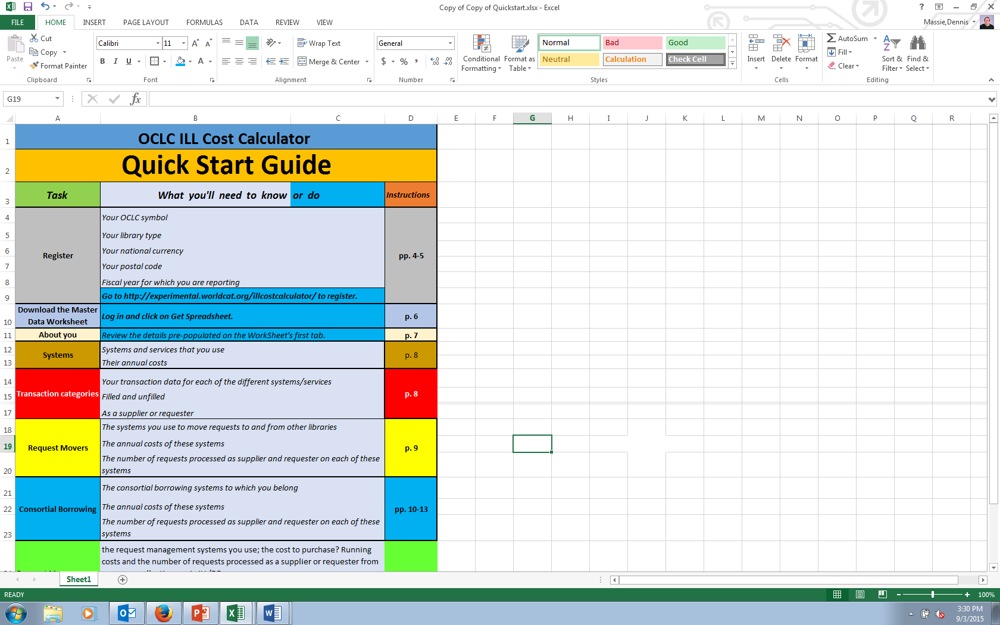 Copy of Copy of Quickstart.xlsx - Excel
?
FILE HOME INSERT PAGE LAYOUT FORMULAS DATA REVIEW VIEW
Massie,Dennis
Paste
Cut
Copy
Format Painter
Clipboard
Calibri 11
B I U
Font
Wrap Text
Merge & Center
Alignment
General
$ % ,
Number
Conditional Formatting
Format as Table
Normal Bad Good
Neutral Calculation Check Cell
Styles
Insert Delete Format
Cells
AutoSum
Fill
Clear
Sort & Filter
Find & Select
Editing
G19
fx
A B C D E F G H I J K L M N O P Q R
1 OCLC ILL Cost Calculator
2 Quick Start Guide
3 Task What you'll need to know or do Instructions
4 Your OCLC symbol
5 Your library type
6 Your national currency
Register pp. 4-5
7 Your postal code
8 Fiscal year for which you are reporting
9 Go to http://experimental.worldcat.org/illcostcalculator/ to register.
10 Download the Master Data Worksheet Log in and click on Get Spreadsheet. p. 6
11 About you Review the details pre-populated on the WorkSheet's first tab. p. 7
12 Systems and services that you use
Systems p. 8
13 Their annual costs
14 Your transaction data for each of the different systems/services
Transaction categories p. 8
15 Filled and unfilled
17 As a supplier or requester
18 The systems you use to move requests to and from other libraries
19 The annual costs of these systems
Request Movers p. 9
20 The number of requests processed as supplier and requester on each of these
systems
21 The consortial borrowing systems to which you belong
22 The annual costs of these systems
Consortial Borrowing pp. 10-13
23 The number of requests processed as supplier and requester on each of these
systems
the request management systems you use; the cost to purchase? Running
costs and the number of requests processed as a supplier or requester from
Sheet1
READY
100%
3:30 PM
9/3/2015